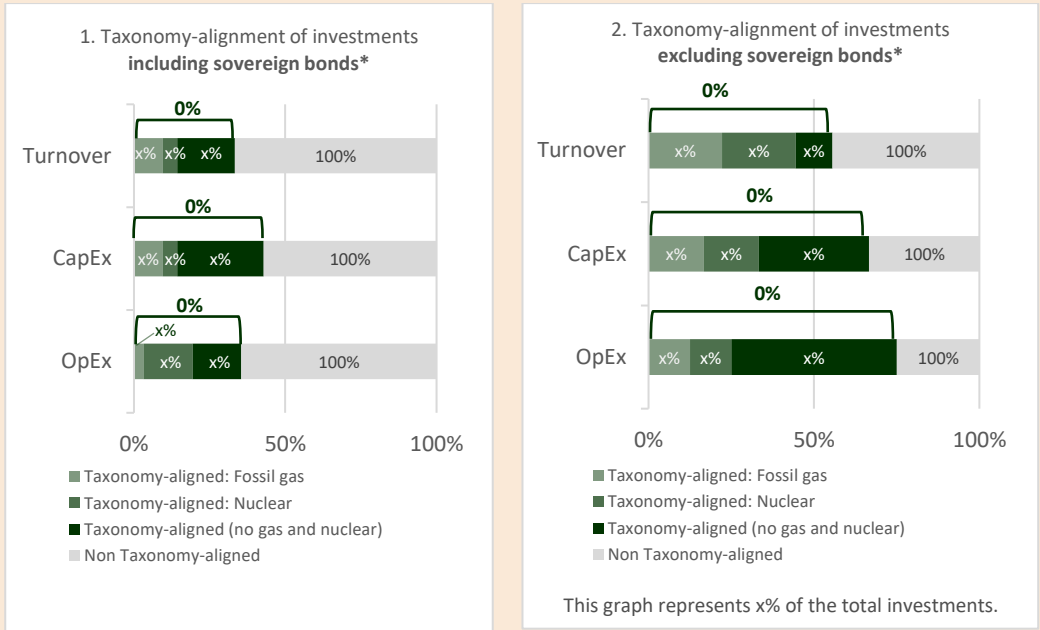 1. Taxonomy-alignment of investments
including sovereign bonds*
0%
Turnover x% x% x% 100%
0%
CapEx x% x% x% 100%
0%
x%
OpEx x% x% 100%
0% 50% 100%
Taxonomy-aligned: Fossil gas
Taxonomy-aligned: Nuclear
Taxonomy-aligned (no gas and nuclear)
Non Taxonomy-aligned
2. Taxonomy-alignment of investments
excluding sovereign bonds*
0%
Turnover x% x% x% 100%
0%
CapEx x% x% x% 100%
0%
OpEx x% x% x% 100%
0% 50% 100%
Taxonomy-aligned: Fossil gas
Taxonomy-aligned: Nuclear
Taxonomy-aligned (no gas and nuclear)
Non Taxonomy-aligned
This graph represents x% of the total investments.